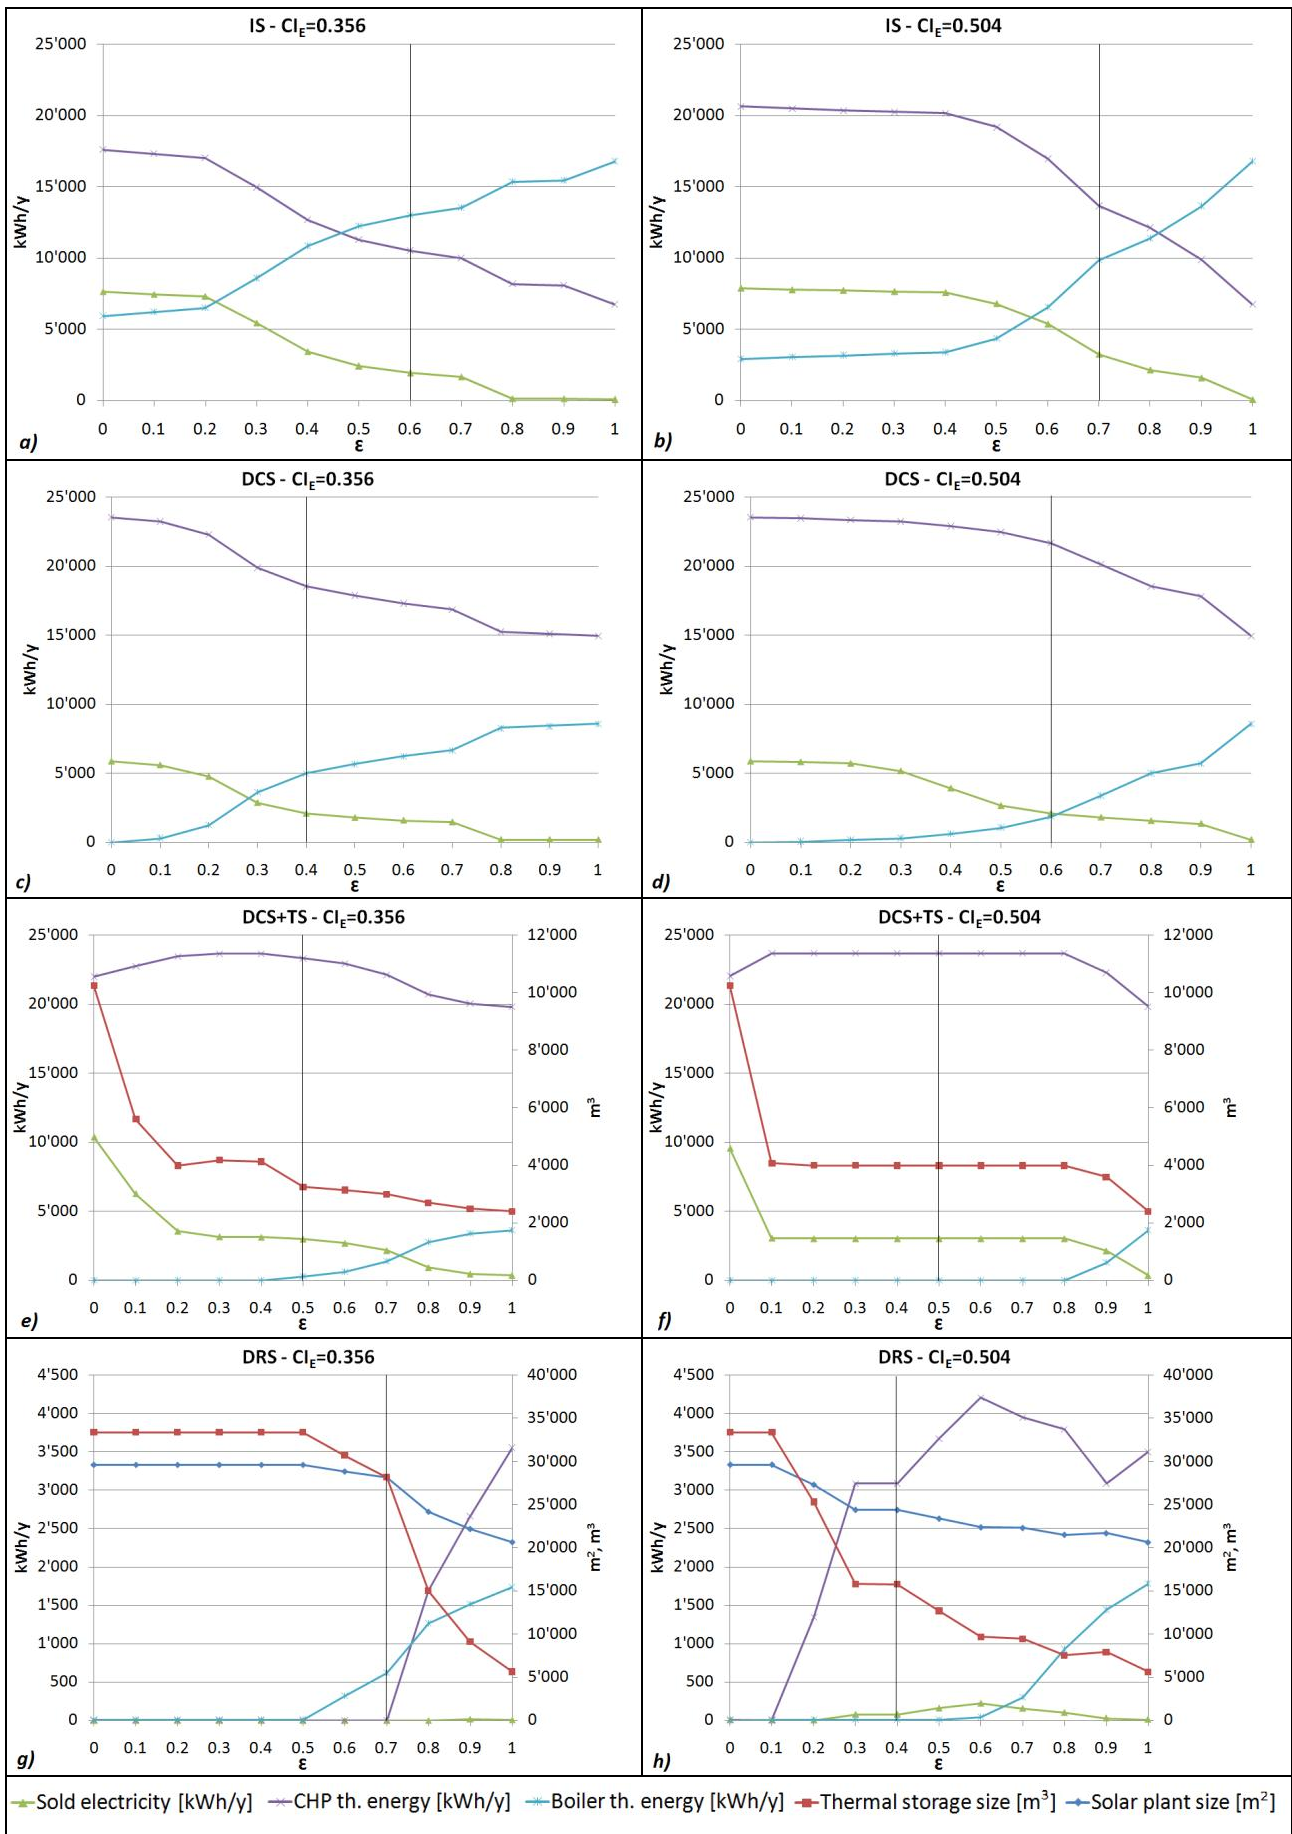 IS - CIE=0.356
25'000
20'000
15'000
10'000
5'000
0
kWh/y
0 0.1 0.2 0.3 0.4 0.5 0.6 0.7 0.8 0.9 1
ε
a)
IS - CIE=0.504
25'000
20'000
15'000
10'000
5'000
0
kWh/y
0 0.1 0.2 0.3 0.4 0.5 0.6 0.7 0.8 0.9 1
ε
b)
DCS - CIE=0.356
25'000
20'000
15'000
10'000
5'000
0
kWh/y
0 0.1 0.2 0.3 0.4 0.5 0.6 0.7 0.8 0.9 1
ε
c)
DCS - CIE=0.504
25'000
20'000
15'000
10'000
5'000
0
kWh/y
0 0.1 0.2 0.3 0.4 0.5 0.6 0.7 0.8 0.9 1
ε
d)
DCS+TS - CIE=0.356
25'000
20'000
15'000
10'000
5'000
0
kWh/y
12'000
10'000
8'000
6'000
4'000
2'000
0
m³
0 0.1 0.2 0.3 0.4 0.5 0.6 0.7 0.8 0.9 1
ε
e)
DCS+TS - CIE=0.504
25'000
20'000
15'000
10'000
5'000
0
kWh/y
12'000
10'000
8'000
6'000
4'000
2'000
0
m³
0 0.1 0.2 0.3 0.4 0.5 0.6 0.7 0.8 0.9 1
ε
f)
DRS - CIE=0.356
4'500
4'000
3'500
3'000
2'500
2'000
1'500
1'000
500
0
kWh/y
40'000
35'000
30'000
25'000
20'000
15'000
10'000
5'000
0
m², m³
0 0.1 0.2 0.3 0.4 0.5 0.6 0.7 0.8 0.9 1
ε
g)
DRS - CIE=0.504
4'500
4'000
3'500
3'000
2'500
2'000
1'500
1'000
500
0
kWh/y
40'000
35'000
30'000
25'000
20'000
15'000
10'000
5'000
0
m², m³
0 0.1 0.2 0.3 0.4 0.5 0.6 0.7 0.8 0.9 1
ε
h)
Sold electricity [kWh/y] CHP th. energy [kWh/y] Boiler th. energy [kWh/y] Thermal storage size [m³] Solar plant size [m²]